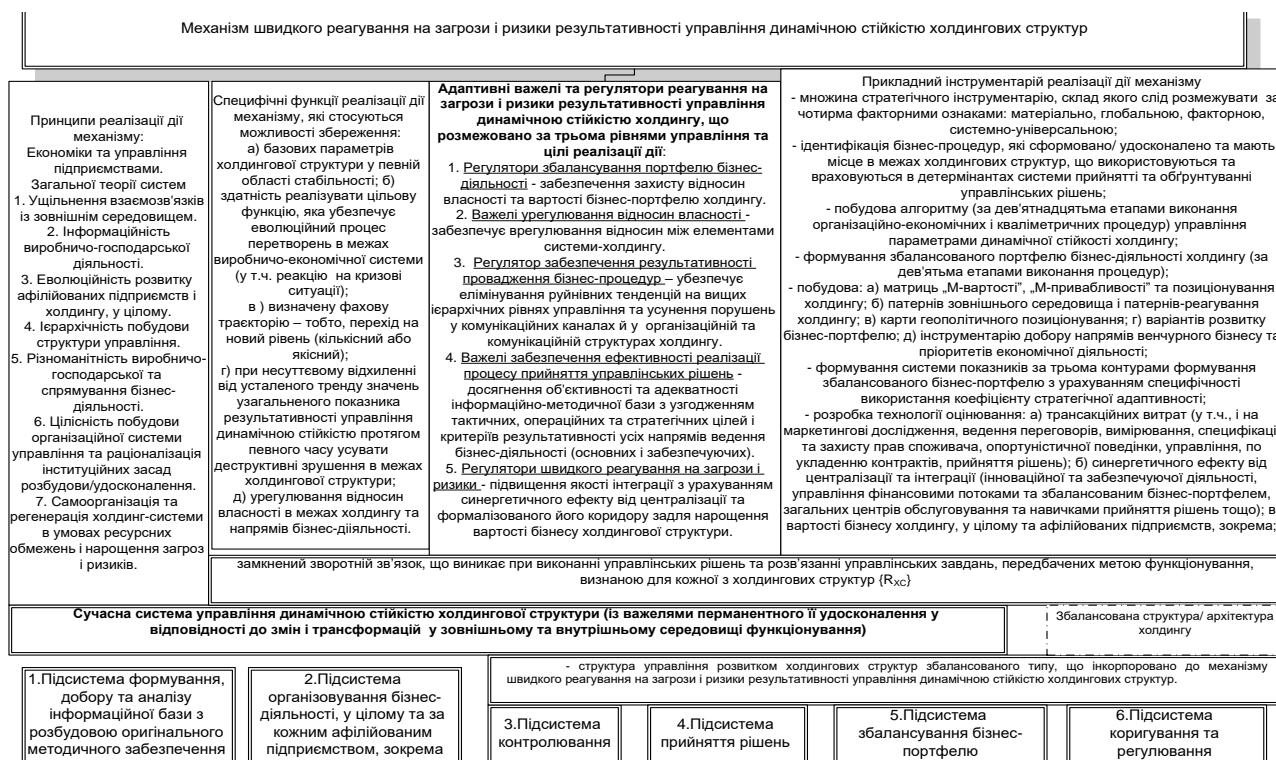 Механізм швидкого реагування на загрози і ризики результативності управління динамічною стійкістю холдингових структур
Принципи реалізації дії
механізму:
Економіки та управління
підприємствами.
Загальної теорії систем
1. Ущільнення взаємозв'язків
із зовнішнім середовищем.
2. Інформаційність
виробничо-господарської
діяльності.
3. Еволюційність розвитку
афілійованих підприємств і
холдингу, у цілому.
4. Ієрархічність побудови
структури управління.
5. Різноманітність виробничо-
господарської та
спрямування бізнес-
діяльності.
6. Цілісність побудови
організаційної системи
управління та раціоналізація
інституційних засад
розбудови/удосконалення.
7. Самоорганізація та
регенерація холдинг-системи
в умовах ресурсних
обмежень і нарощення загроз
і ризиків.
Специфічні функції реалізації дії
механізму, які стосуються
можливості збереження:
а) базових параметрів
холдингової структури у певній
області стабільності; б)
здатність реалізувати цільову
функцію, яка убезпечує
еволюційний процес
перетворень в межах
виробничо-економічної системи
(у т.ч. реакцію на кризові
ситуації);
в ) визначену фахову
траєкторію – тобто, перехід на
новий рівень (кількісний або
якісний);
г) при несуттєвому відхиленні
від усталеного тренду значень
узагальненого показника
результативності управління
динамічною стійкістю протягом
певного часу усувати
деструктивні зрушення в межах
холдингової структури;
д) урегулювання відносин
власності в межах холдингу та
напрямів бізнес-дііяльності.
Адаптивні важелі та регулятори реагування на
загрози і ризики результативності управління
динамічною стійкістю холдингу, що
розмежовано за трьома рівнями управління та
цілі реалізації дії:
1. Регулятори збалансування портфелю бізнес-
діяльності - забезпечення захисту відносин
власності та вартості бізнес-портфелю холдингу.
2. Важелі урегулювання відносин власності -
забезпечує врегулювання відносин між елементами
системи-холдингу.
3. Регулятор забезпечення результативності
провадження бізнес-процедур – убезпечує
елімінування руйнівних тенденцій на вищих
ієрархічних рівнях управління та усунення порушень
у комунікаційних каналах й у організаційній та
комунікаційній структурах холдингу.
4. Важелі забезпечення ефективності реалізації
процесу прийняття управлінських рішень -
досягнення об'єктивності та адекватності
інформаційно-методичної бази з узгодженням
тактичних, операційних та стратегічних цілей і
критеріїв результативності усіх напрямів ведення
бізнес-діяльності (основних і забезпечуючих).
5. Регулятори швидкого реагування на загрози і
ризики - підвищення якості інтеграції з урахуванням
синергетичного ефекту від централізації та
формалізованого його коридору задля нарощення
вартості бізнесу холдингової структури.
Прикладний інструментарій реалізації дії механізму
- множина стратегічного інструментарію, склад якого слід розмежувати за
чотирма факторними ознаками: матеріально, глобальною, факторною,
системно-універсальною;
- ідентифікація бізнес-процедур, які сформовано/ удосконалено та мають
місце в межах холдингових структур, що використовуються та
враховуються в детермінантах системи прийнятті та обґрунтуванні
управлінських рішень;
- побудова алгоритму (за дев'ятнадцятьма етапами виконання
організаційно-економічних і кваліметричних процедур) управління
параметрами динамічної стійкості холдингу;
- формування збалансованого портфелю бізнес-діяльності холдингу (за
дев'ятьма етапами виконання процедур);
- побудова: а) матриць „М-вартості", „М-привабливості" та позиціонування
холдингу; б) патернів зовнішнього середовища і патернів-реагування
холдингу; в) карти геополітичного позиціонування; г) варіантів розвитку
бізнес-портфелю; д) інструментарію добору напрямів венчурного бізнесу та
пріоритетів економічної діяльності;
- формування системи показників за трьома контурами формування
збалансованого бізнес-портфелю з урахуванням специфічності
використання коефіцієнту стратегічної адаптивності;
- розробка технології оцінювання: а) трансакційних витрат (у т.ч., і на
маркетингові дослідження, ведення переговорів, вимірювання, специфікації
та захисту прав споживача, опортуністичної поведінки, управління, по
укладенню контрактів, прийняття рішень); б) синергетичного ефекту від
централізації та інтеграції (інноваційної та забезпечуючої діяльності,
управління фінансовими потоками та збалансованим бізнес-портфелем,
загальних центрів обслуговування та навичками прийняття рішень тощо); в)
вартості бізнесу холдингу, у цілому та афілійованих підприємств, зокрема;
замкнений зворотній зв'язок, що виникає при виконанні управлінських рішень та розв'язанні управлінських завдань, передбачених метою функціонування,
визнаною для кожної з холдингових структур {RХС}
Сучасна система управління динамічною стійкістю холдингової структури (із важелями перманентного її удосконалення у
відповідності до змін і трансформацій у зовнішньому та внутрішньому середовищі функціонування)
Збалансована структура/ архітектура
холдингу
- структура управління розвитком холдингових структур збалансованого типу, що інкорпоровано до механізму
швидкого реагування на загрози і ризики результативності управління динамічною стійкістю холдингових структур.
1.Підсистема формування,
добору та аналізу
інформаційної бази з
розбудовою оригінального
методичного забезпечення
2.Підсистема
організовування бізнес-
діяльності, у цілому та за
кожним афілійованим
підприємством, зокрема
3.Підсистема
контролювання
4.Підсистема
прийняття рішень
5.Підсистема
збалансування бізнес-
портфелю
6.Підсистема
коригування та
регулювання